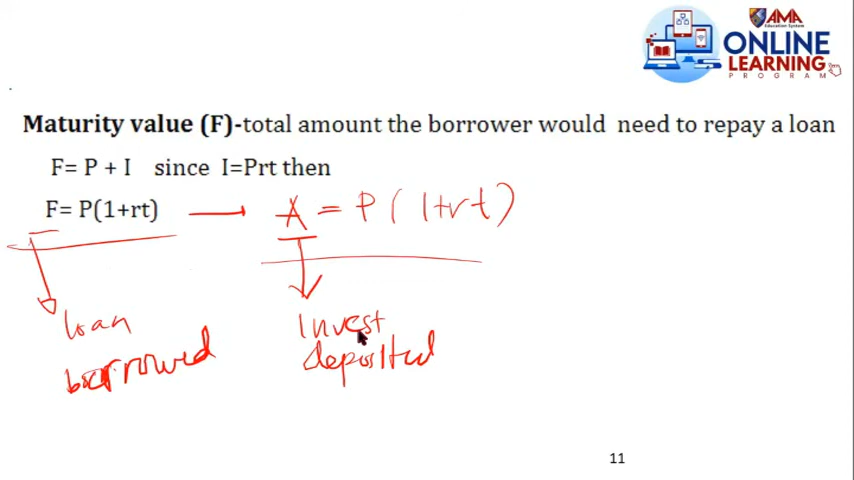 AMA
Education System
ONLINE
LEARNING
PROGRAM
Maturity value (F)-total amount the borrower would need to repay a loan
F= P + I since I=Prt then
F= P(1+rt) → A = P(1+rt)
loan
borrowed
invest
deposited
11